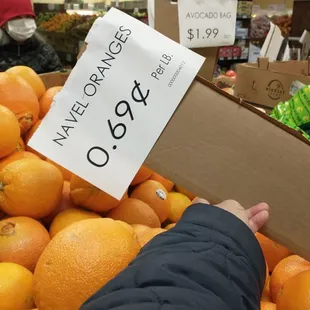 AVOCADO BAG
$1.99
NAVEL ORANGES
0.69¢ Per Lb.